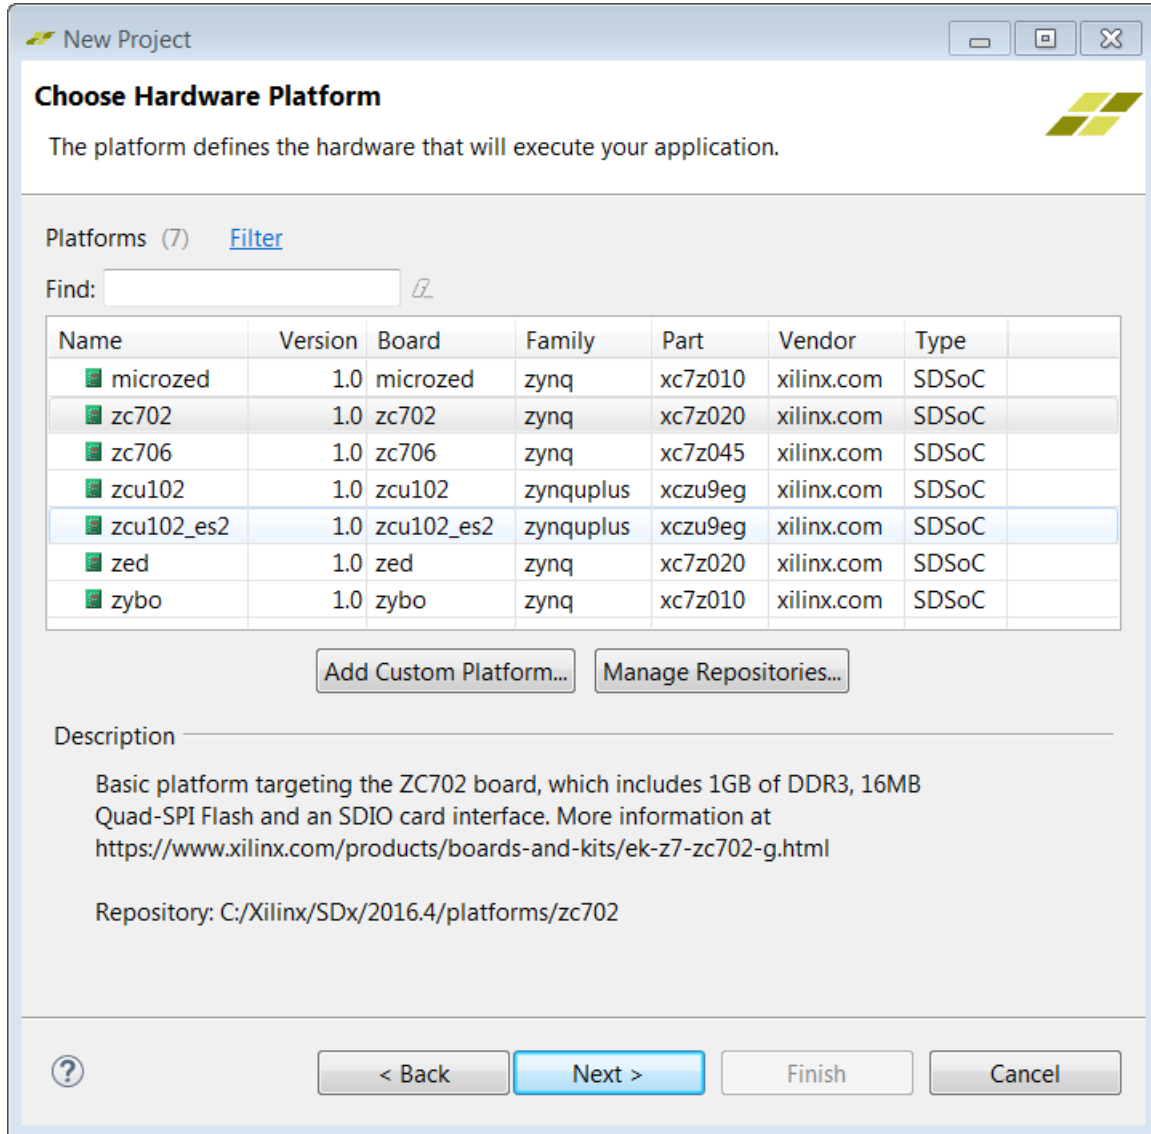 New Project
Choose Hardware Platform
The platform defines the hardware that will execute your application.
Platforms (7) Filter
Find:
Name Version Board Family Part Vendor Type
microzed 1.0 microzed zynq xc7z010 xilinx.com SDSoC
zc702 1.0 zc702 zynq xc7z020 xilinx.com SDSoC
zc706 1.0 zc706 zynq xc7z045 xilinx.com SDSoC
zcu102 1.0 zcu102 zynquplus xczu9eg xilinx.com SDSoC
zcu102_es2 1.0 zcu102_es2 zynquplus xczu9eg xilinx.com SDSoC
zed 1.0 zed zynq xc7z020 xilinx.com SDSoC
zybo 1.0 zybo zynq xc7z010 xilinx.com SDSoC
Add Custom Platform... Manage Repositories...
Description
Basic platform targeting the ZC702 board, which includes 1GB of DDR3, 16MB
Quad-SPI Flash and an SDIO card interface. More information at
https://www.xilinx.com/products/boards-and-kits/ek-z7-zc702-g.html
Repository: C:/Xilinx/SDx/2016.4/platforms/zc702
? < Back Next > Finish Cancel